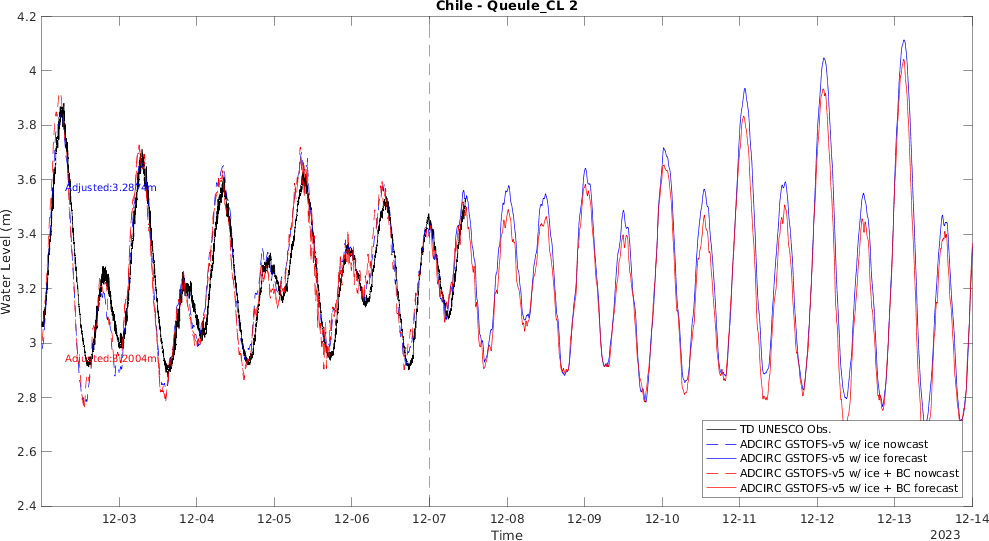 Chile - Queule_CL 2
4.2
4
3.8
3.6
3.4
3.2
3
2.8
2.6
2.4
Water Level (m)
Adjusted:3.2874m
Adjusted:3.2004m
TD UNESCO Obs.
ADCIRC GSTOFS-v5 w/ ice nowcast
ADCIRC GSTOFS-v5 w/ ice forecast
ADCIRC GSTOFS-v5 w/ ice + BC nowcast
ADCIRC GSTOFS-v5 w/ ice + BC forecast
12-03 12-04 12-05 12-06 12-07 12-08 12-09 12-10 12-11 12-12 12-13 12-14
Time
2023